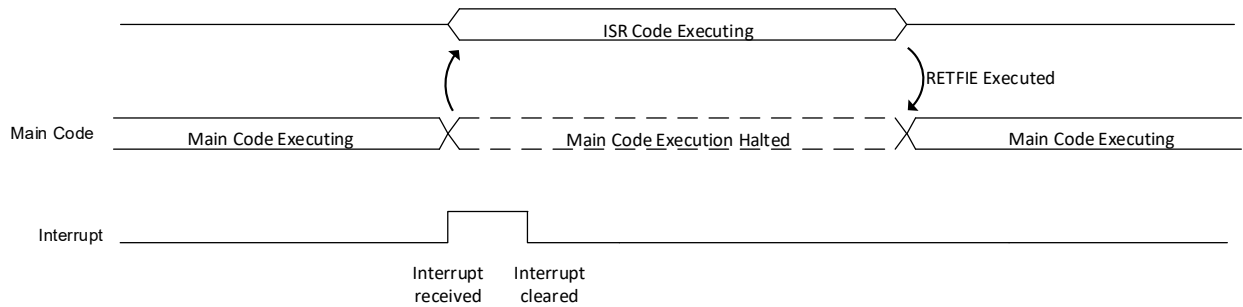 ISR Code Executing
RETFIE Executed
Main Code
Main Code Executing
Main Code Execution Halted
Main Code Executing
Interrupt
Interrupt
received
Interrupt
cleared